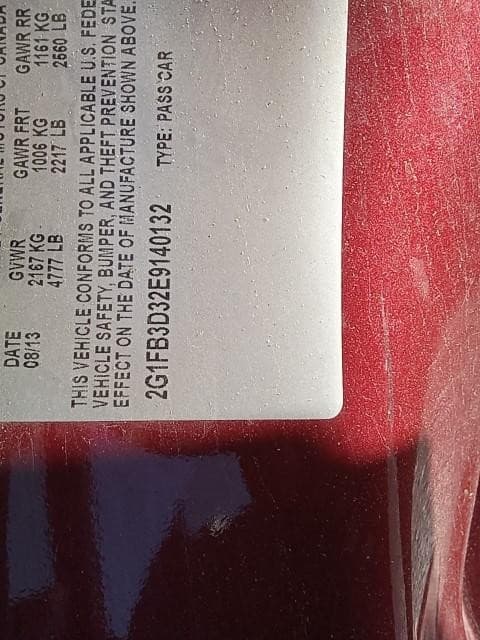 DATE GVWR GAWR FRT GAWR RR
08/13 2167 KG 1006 KG 1161 KG
4777 LB 2217 LB 2560 LB
THIS VEHICLE CONFORMS TO ALL APPLICABLE U.S. FEDE
VEHICLE SAFETY, BUMPER, AND THEFT PREVENTION STA
EFFECT ON THE DATE OF MANUFACTURE SHOWN ABOVE.
2G1FB3D32E9140132 TYPE: PASS CAR